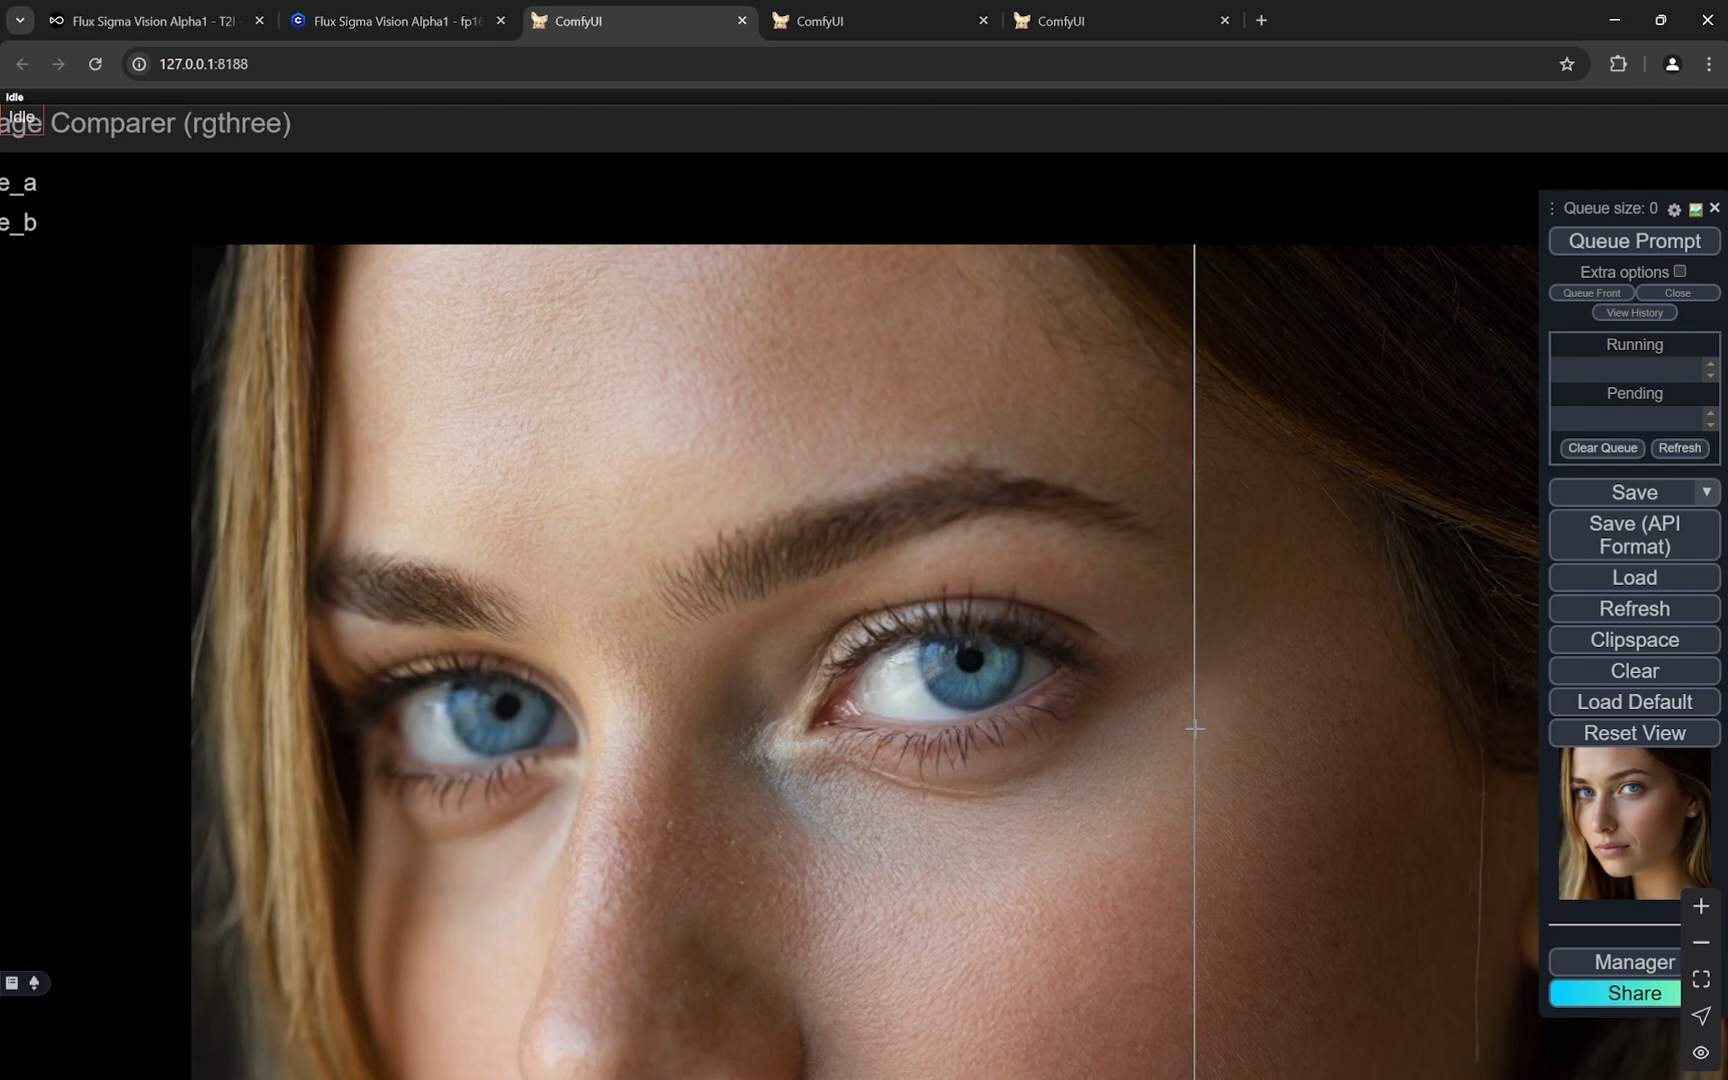 Flux Sigma Vision Alpha1 - T2I
Flux Sigma Vision Alpha1 - fp16
ComfyUI
ComfyUI
ComfyUI
127.0.0.1:8188
Idle
Idle
age Comparer (rgthree)
e_a
e_b
Queue size: 0
Queue Prompt
Extra options
Queue Front
Close
View History
Running
Pending
Clear Queue
Refresh
Save
Save (API
Format)
Load
Refresh
Clipspace
Clear
Load Default
Reset View
Manager
Share